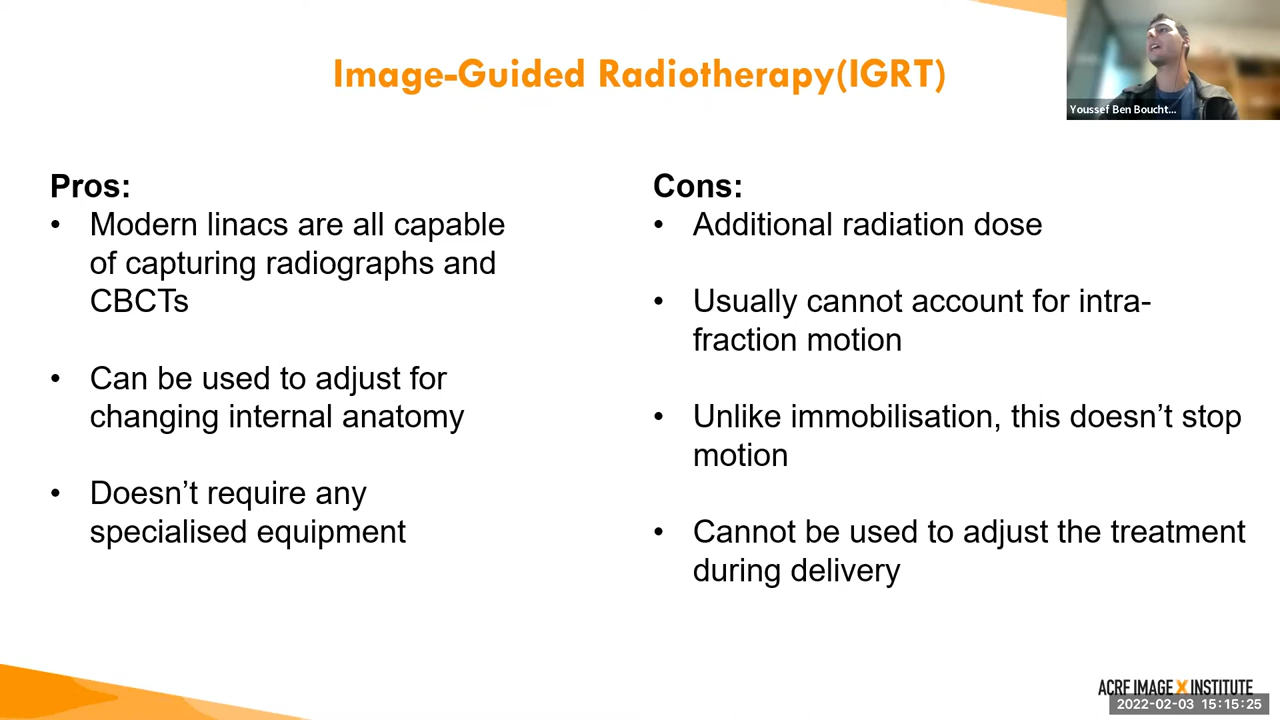 Image-Guided Radiotherapy(IGRT)
Youssef Ben Boucht...
Pros:
• Modern linacs are all capable
of capturing radiographs and
CBCTs
• Can be used to adjust for
changing internal anatomy
• Doesn’t require any
specialised equipment
Cons:
• Additional radiation dose
• Usually cannot account for intra-
fraction motion
• Unlike immobilisation, this doesn’t stop
motion
• Cannot be used to adjust the treatment
during delivery
ACRF IMAGE X INSTITUTE
2022-02-03 15:15:25